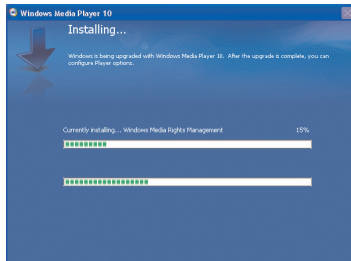 Windows Media Player 10
Installing...
Windows is being upgraded with Windows Media Player 10. After the upgrade is complete, you can
configure Player options.
Currently installing... Windows Media Rights Management 15%